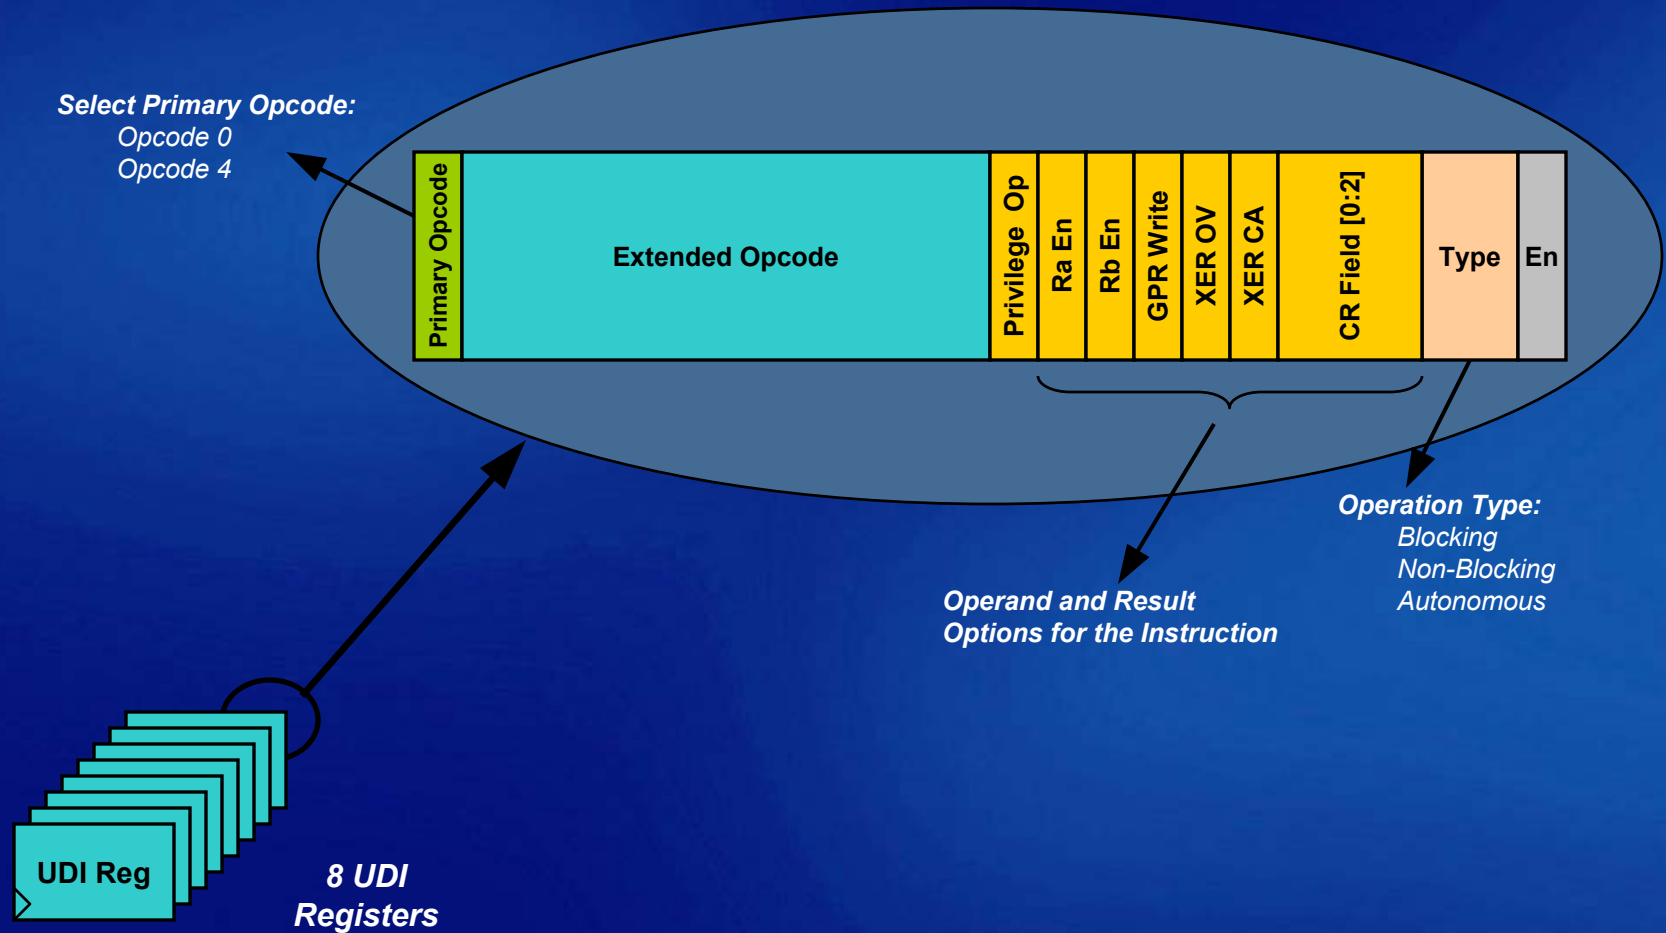 Select Primary Opcode:
Opcode 0
Opcode 4
Primary Opcode
Extended Opcode
Privilege Op
Ra En
Rb En
GPR Write
XER OV
XER CA
CR Field [0:2]
Type
En
Operation Type:
Blocking
Non-Blocking
Autonomous
Operand and Result
Options for the Instruction
UDI Reg
8 UDI
Registers